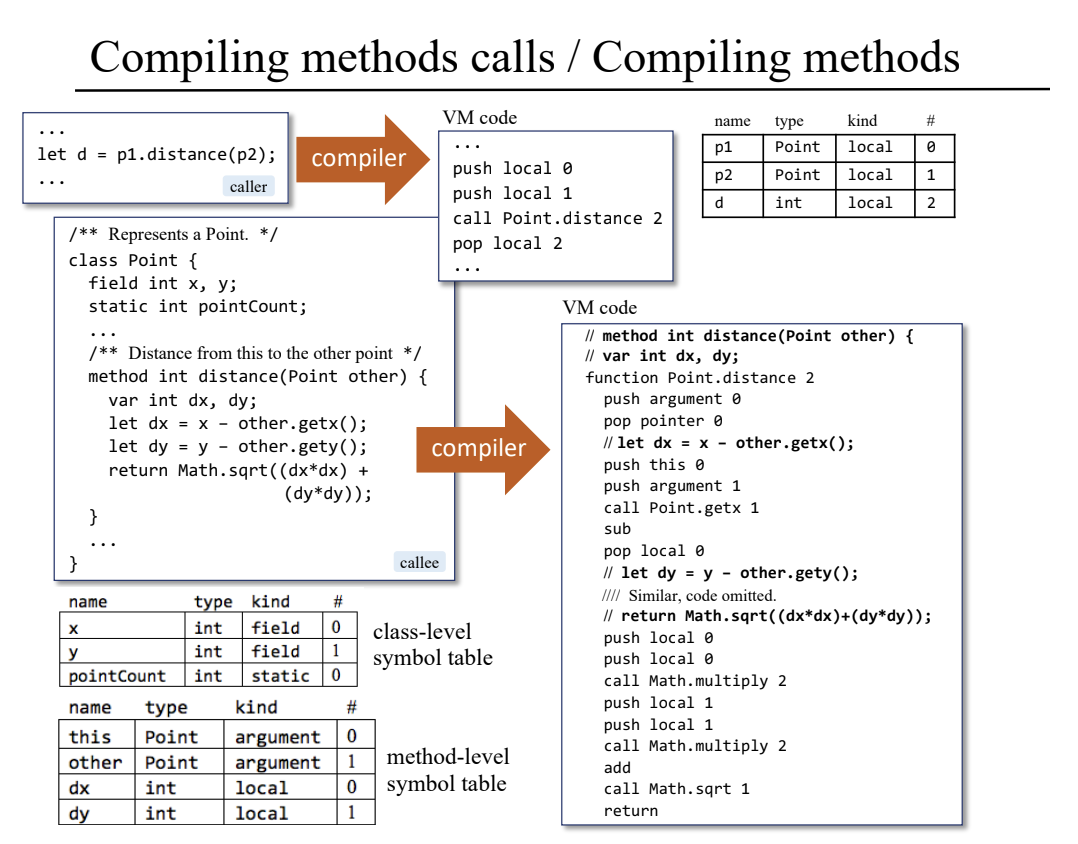 Compiling methods calls / Compiling methods
...
let d = p1.distance(p2);
...
caller
compiler
VM code
...
push local 0
push local 1
call Point.distance 2
pop local 2
...
name type kind #
p1 Point local 0
p2 Point local 1
d int local 2
/** Represents a Point. */
class Point {
field int x, y;
static int pointCount;
...
/** Distance from this to the other point */
method int distance(Point other) {
var int dx, dy;
let dx = x – other.getx();
let dy = y – other.gety();
return Math.sqrt((dx*dx) +
(dy*dy));
}
...
}
callee
compiler
VM code
// method int distance(Point other) {
// var int dx, dy;
function Point.distance 2
push argument 0
pop pointer 0
// let dx = x – other.getx();
push this 0
push argument 1
call Point.getx 1
sub
pop local 0
// let dy = y – other.gety();
//// Similar, code omitted.
// return Math.sqrt((dx*dx)+(dy*dy));
push local 0
push local 0
call Math.multiply 2
push local 1
push local 1
call Math.multiply 2
add
call Math.sqrt 1
return
name type kind #
x int field 0
y int field 1
pointCount int static 0
class-level
symbol table
name type kind #
this Point argument 0
other Point argument 1
dx int local 0
dy int local 1
method-level
symbol table